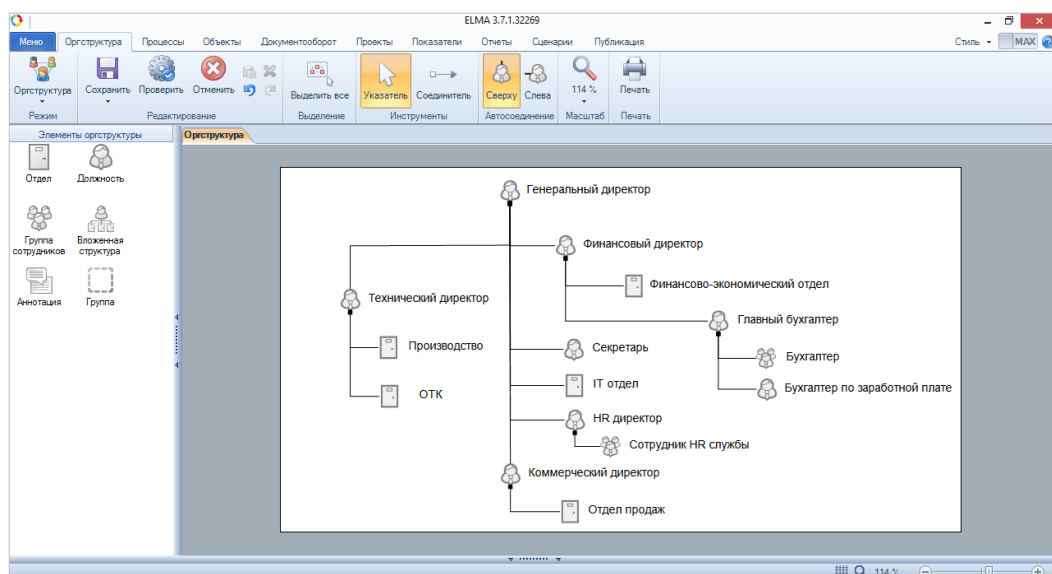 ELMA 3.7.1.32269
Меню Оргструктура Процессы Объекты Документооборот Проекты Показатели Отчеты Сценарии Публикация Стиль MAX
Оргструктура Сохранить Проверить Отменить Выделить все Указатель Соединитель Сверху Слева 114 % Печать
Режим Редактирование Выделение Инструменты Автосоединение Масштаб Печать
Элементы оргструктуры
Оргструктура
Отдел Должность
Группа сотрудников
Вложенная структура
Аннотация Группа
Генеральный директор
Финансовый директор
Финансово-экономический отдел
Технический директор
Главный бухгалтер
Производство
Секретарь
Бухгалтер
ОТК
IT отдел
Бухгалтер по заработной плате
HR директор
Сотрудник HR службы
Коммерческий директор
Отдел продаж
114 %